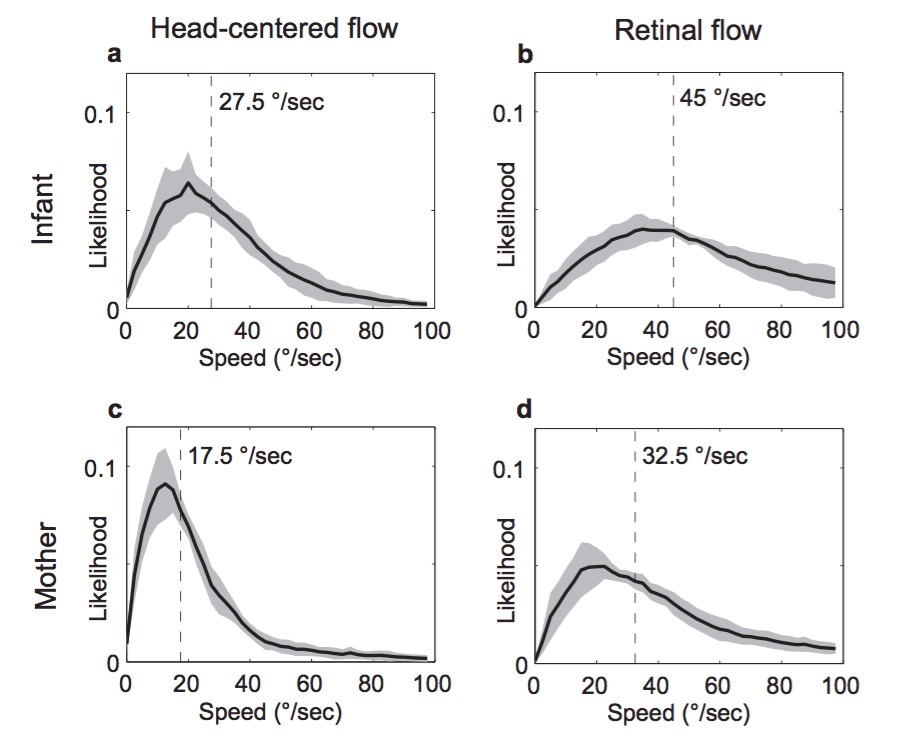 Head-centered flow
Retinal flow
a
b
27.5 °/sec
45 °/sec
0.1
0.1
Infant
Likelihood
Likelihood
0
0
0 20 40 60 80 100
0 20 40 60 80 100
Speed (°/sec)
Speed (°/sec)
c
d
17.5 °/sec
32.5 °/sec
0.1
0.1
Mother
Likelihood
Likelihood
0
0
0 20 40 60 80 100
0 20 40 60 80 100
Speed (°/sec)
Speed (°/sec)